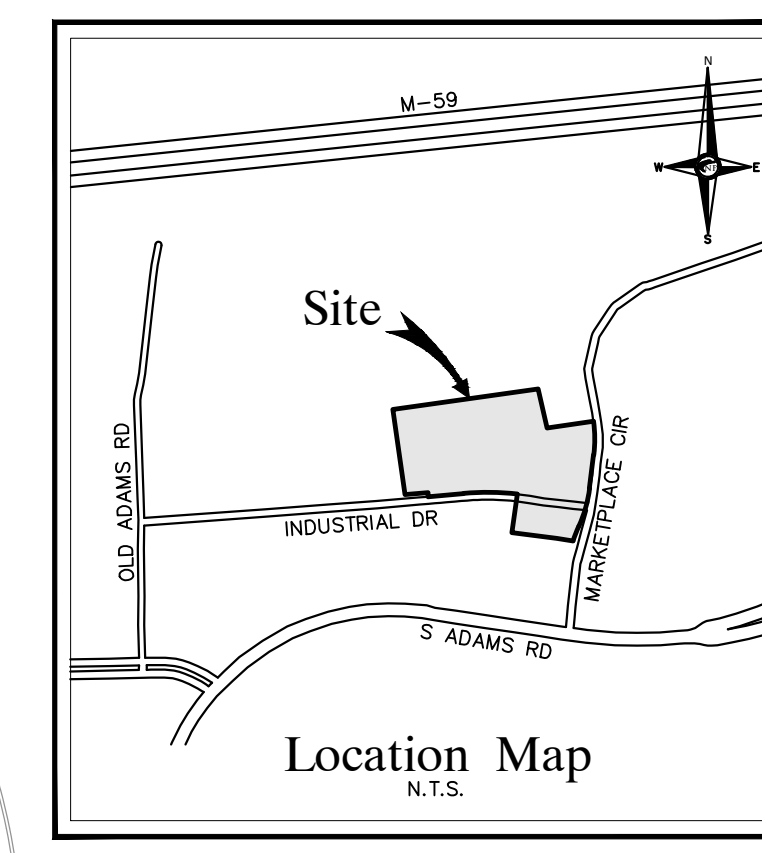 N
M-59
W
E
S
Site
OLD ADAMS RD
MARKETPLACE CIR
INDUSTRIAL DR
S ADAMS RD
Location Map
N.T.S.